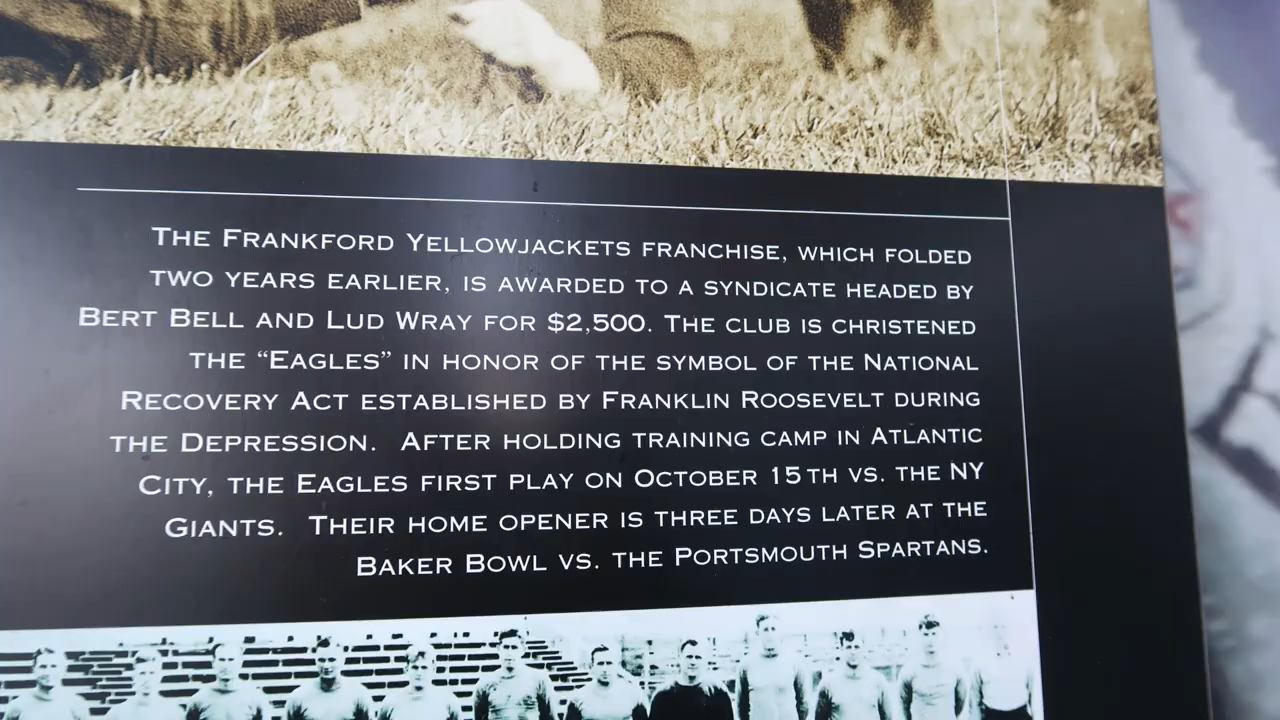 The Frankford Yellowjackets franchise, which folded
two years earlier, is awarded to a syndicate headed by
Bert Bell and Lud Wray for $2,500. The club is christened
the “Eagles” in honor of the symbol of the National
Recovery Act established by Franklin Roosevelt during
the Depression. After holding training camp in Atlantic
City, the Eagles first play on October 15th vs. the NY
Giants. Their home opener is three days later at the
Baker Bowl vs. the Portsmouth Spartans.